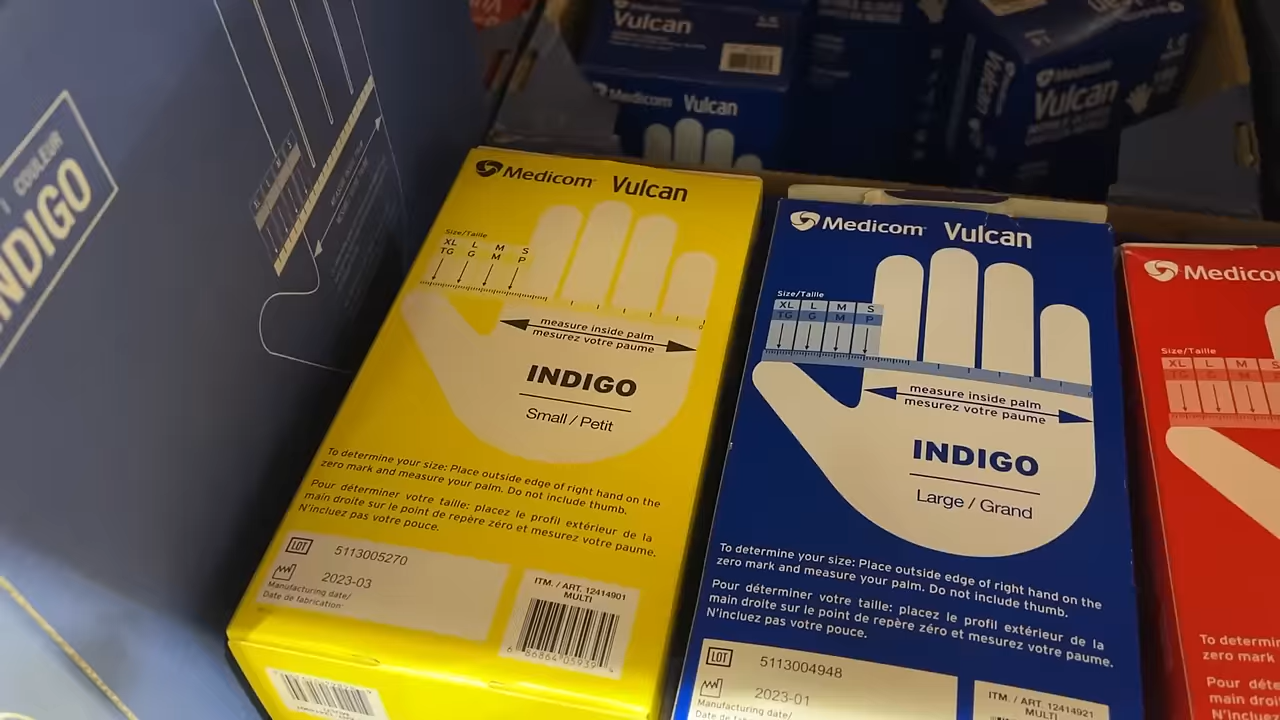 COULEUR
INDIGO
Medicom Vulcan
Size/Taille
XL L M S
TG G M P
measure inside palm
mesurez votre paume
INDIGO
Small / Petit
To determine your size: Place outside edge of right hand on the
zero mark and measure your palm. Do not include thumb.
Pour déterminer votre taille: placez le profil extérieur de la
main droite sur le point de repère zéro et mesurez votre paume.
N'incluez pas votre pouce.
LOT 5113005270
2023-03
Manufacturing date/
Date de fabrication:
ITM. / ART. 12414901
MULTI
Medicom Vulcan
Size/Taille
XL L M S
TG G M P
measure inside palm
mesurez votre paume
INDIGO
Large / Grand
To determine your size: Place outside edge of right hand on the
zero mark and measure your palm. Do not include thumb.
Pour déterminer votre taille: placez le profil extérieur de la
main droite sur le point de repère zéro et mesurez votre paume.
N'incluez pas votre pouce.
LOT 5113004948
2023-01
Manufacturing date/
ITM. / ART. 12414921
MULTI
Size/Taille
XL L M
TG G M
zero mark
Vulcan
Medicom Vulcan
Medicom
Vulcan
Vulcan